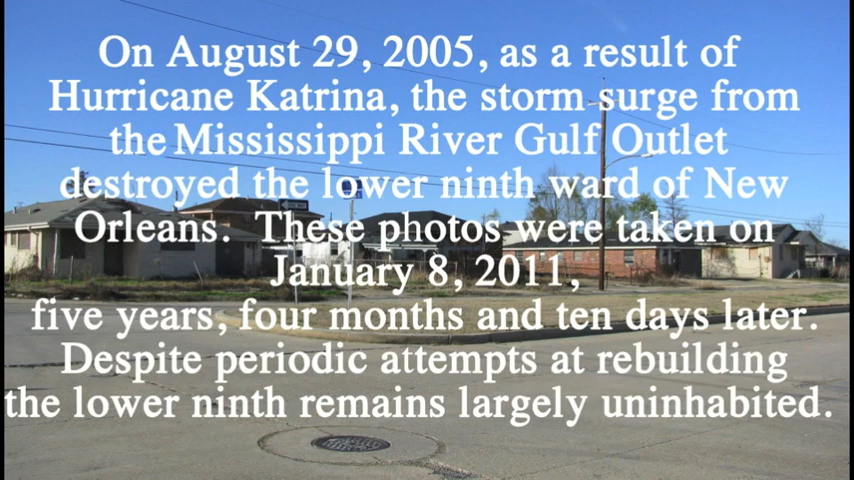 On August 29, 2005, as a result of
Hurricane Katrina, the storm surge from
the Mississippi River Gulf Outlet
destroyed the lower ninth ward of New
Orleans. These photos were taken on
January 8, 2011,
five years, four months and ten days later.
Despite periodic attempts at rebuilding
the lower ninth remains largely uninhabited.